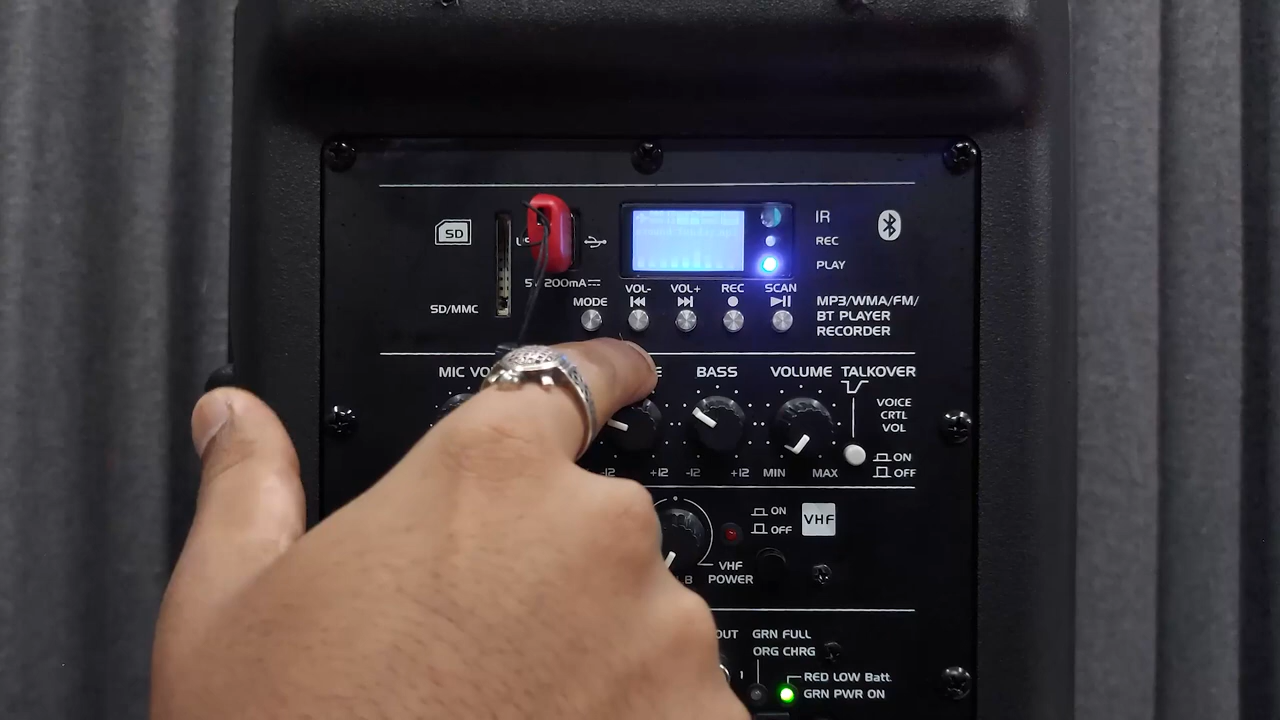 SD
5V 200mA
SD/MMC
MODE
VOL-
VOL+
REC
SCAN
IR
REC
PLAY
MP3/WMA/FM/
BT PLAYER
RECORDER
MIC
BASS
VOLUME
TALKOVER
VOICE
CRTL
VOL
ON
OFF
-12 +12
-12 +12
MIN MAX
ON
OFF
VHF
VHF
POWER
GRN FULL
ORG CHRG
RED LOW Batt.
GRN PWR ON